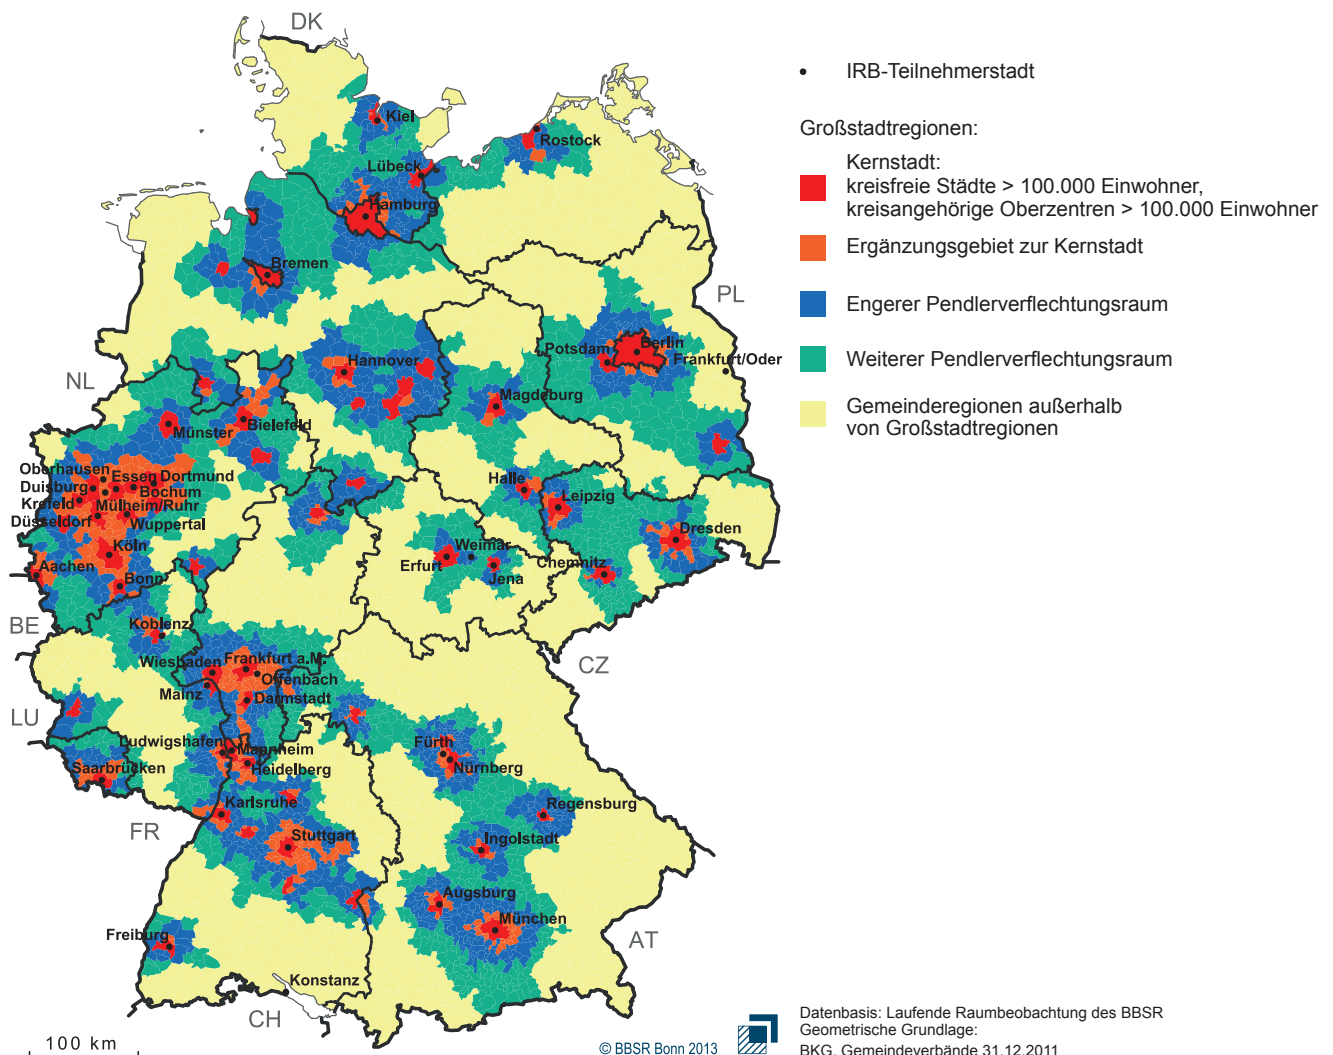 DK
Kiel
Rostock
Lübeck
Hamburg
Bremen
PL
Berlin
Potsdam
Frankfurt/Oder
Hannover
NL
Magdeburg
Münster
Bielefeld
Oberhausen
Essen Dortmund
Duisburg
Bochum
Krefeld
Mülheim/Ruhr
Düsseldorf
Wuppertal
Halle
Leipzig
Köln
Dresden
Weimar
Erfurt
Jena
Chemnitz
Aachen
Bonn
BE
Koblenz
CZ
Wiesbaden
Frankfurt a.M.
Offenbach
Mainz
Darmstadt
LU
Ludwigshafen
Mannheim
Heidelberg
Saarbrücken
Fürth
Nürnberg
Karlsruhe
Regensburg
FR
Stuttgart
Ingolstadt
Augsburg
München
Freiburg
AT
Konstanz
CH
100 km
IRB-Teilnehmerstadt
Großstadtregionen:
Kernstadt:
kreisfreie Städte > 100.000 Einwohner,
kreisangehörige Oberzentren > 100.000 Einwohner
Ergänzungsgebiet zur Kernstadt
Engerer Pendlerverflechtungsraum
Weiterer Pendlerverflechtungsraum
Gemeinderegionen außerhalb
von Großstadtregionen
© BBSR Bonn 2013
Datenbasis: Laufende Raumbeobachtung des BBSR
Geometrische Grundlage:
BKG, Gemeindeverbände 31.12.2011